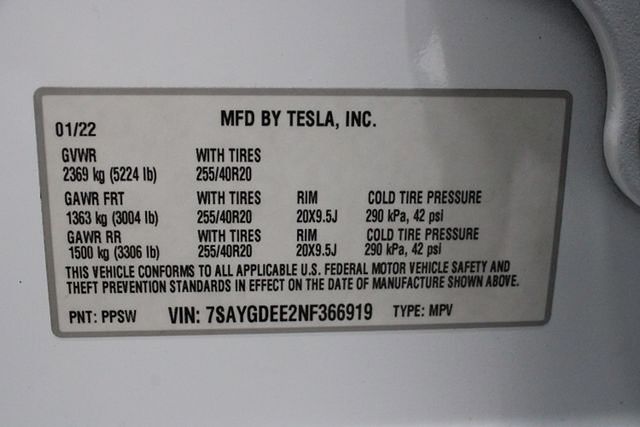 01/22 MFD BY TESLA, INC.
GVWR WITH TIRES
2369 kg (5224 lb) 255/40R20
GAWR FRT WITH TIRES RIM COLD TIRE PRESSURE
1363 kg (3004 lb) 255/40R20 20X9.5J 290 kPa, 42 psi
GAWR RR WITH TIRES RIM COLD TIRE PRESSURE
1500 kg (3306 lb) 255/40R20 20X9.5J 290 kPa, 42 psi
THIS VEHICLE CONFORMS TO ALL APPLICABLE U.S. FEDERAL MOTOR VEHICLE SAFETY AND
THEFT PREVENTION STANDARDS IN EFFECT ON THE DATE OF MANUFACTURE SHOWN ABOVE.
PNT: PPSW VIN: 7SAYGDEE2NF366919 TYPE: MPV